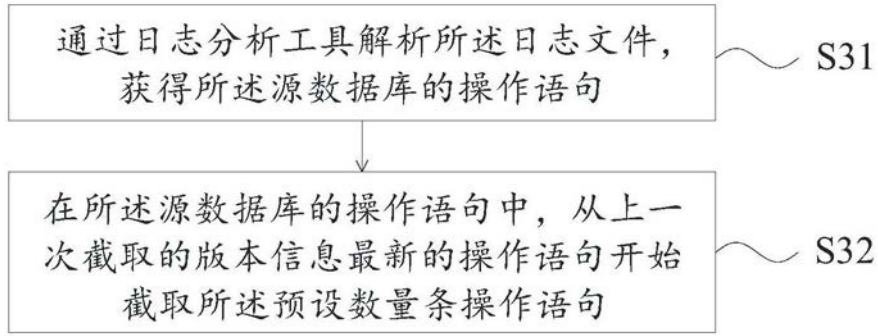 通过日志分析工具解析所述日志文件,
获得所述源数据库的操作语句
S31
在所述源数据库的操作语句中，从上一
次截取的版本信息最新的操作语句开始
截取所述预设数量条操作语句
S32